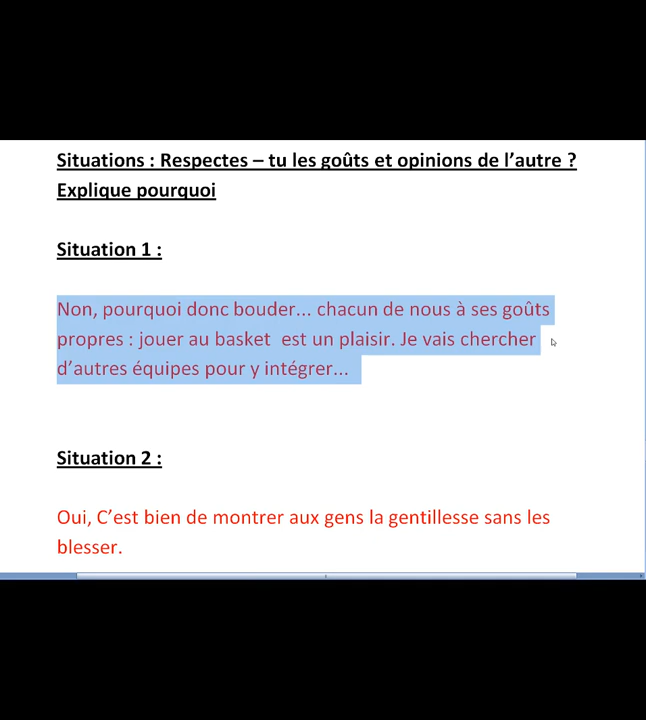 Situations : Respectes – tu les goûts et opinions de l’autre ?
Explique pourquoi
Situation 1 :
Non, pourquoi donc bouder... chacun de nous à ses goûts
propres : jouer au basket  est un plaisir. Je vais chercher
d’autres équipes pour y intégrer...
Situation 2 :
Oui, C’est bien de montrer aux gens la gentillesse sans les
blesser.